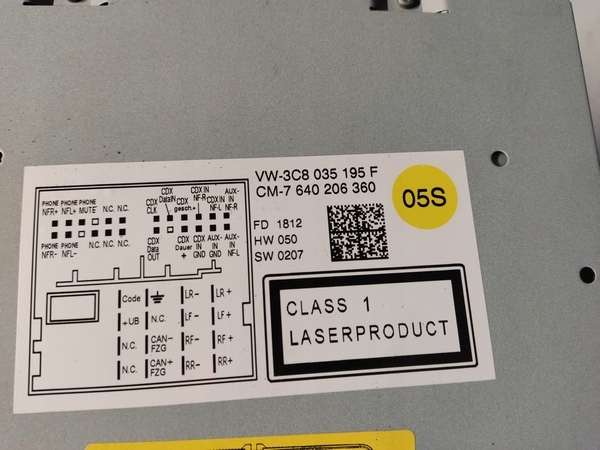 VW-3C8 035 195 F
CM-7 640 206 360
05S
FD 1812
HW 050
SW 0207
CLASS 1
LASERPRODUCT
PHONE PHONE PHONE
NFR+ NFL+ MUTE N.C. N.C.
PHONE PHONE
NFR- NFL- N.C. N.C. N.C.
CDX CLK
CDX DataIN
CDX gesch.+
CDX IN NF-R
CDX IN NF-L
AUX-IN NF-R
CDX Data OUT
CDX Dauer +
CDX IN GND
AUX-IN GND
AUX-IN NF-L
Code LR- LR+
+UB N.C. LF- LF+
N.C. CAN- FZG RF- RF+
N.C. CAN+ FZG RR- RR+